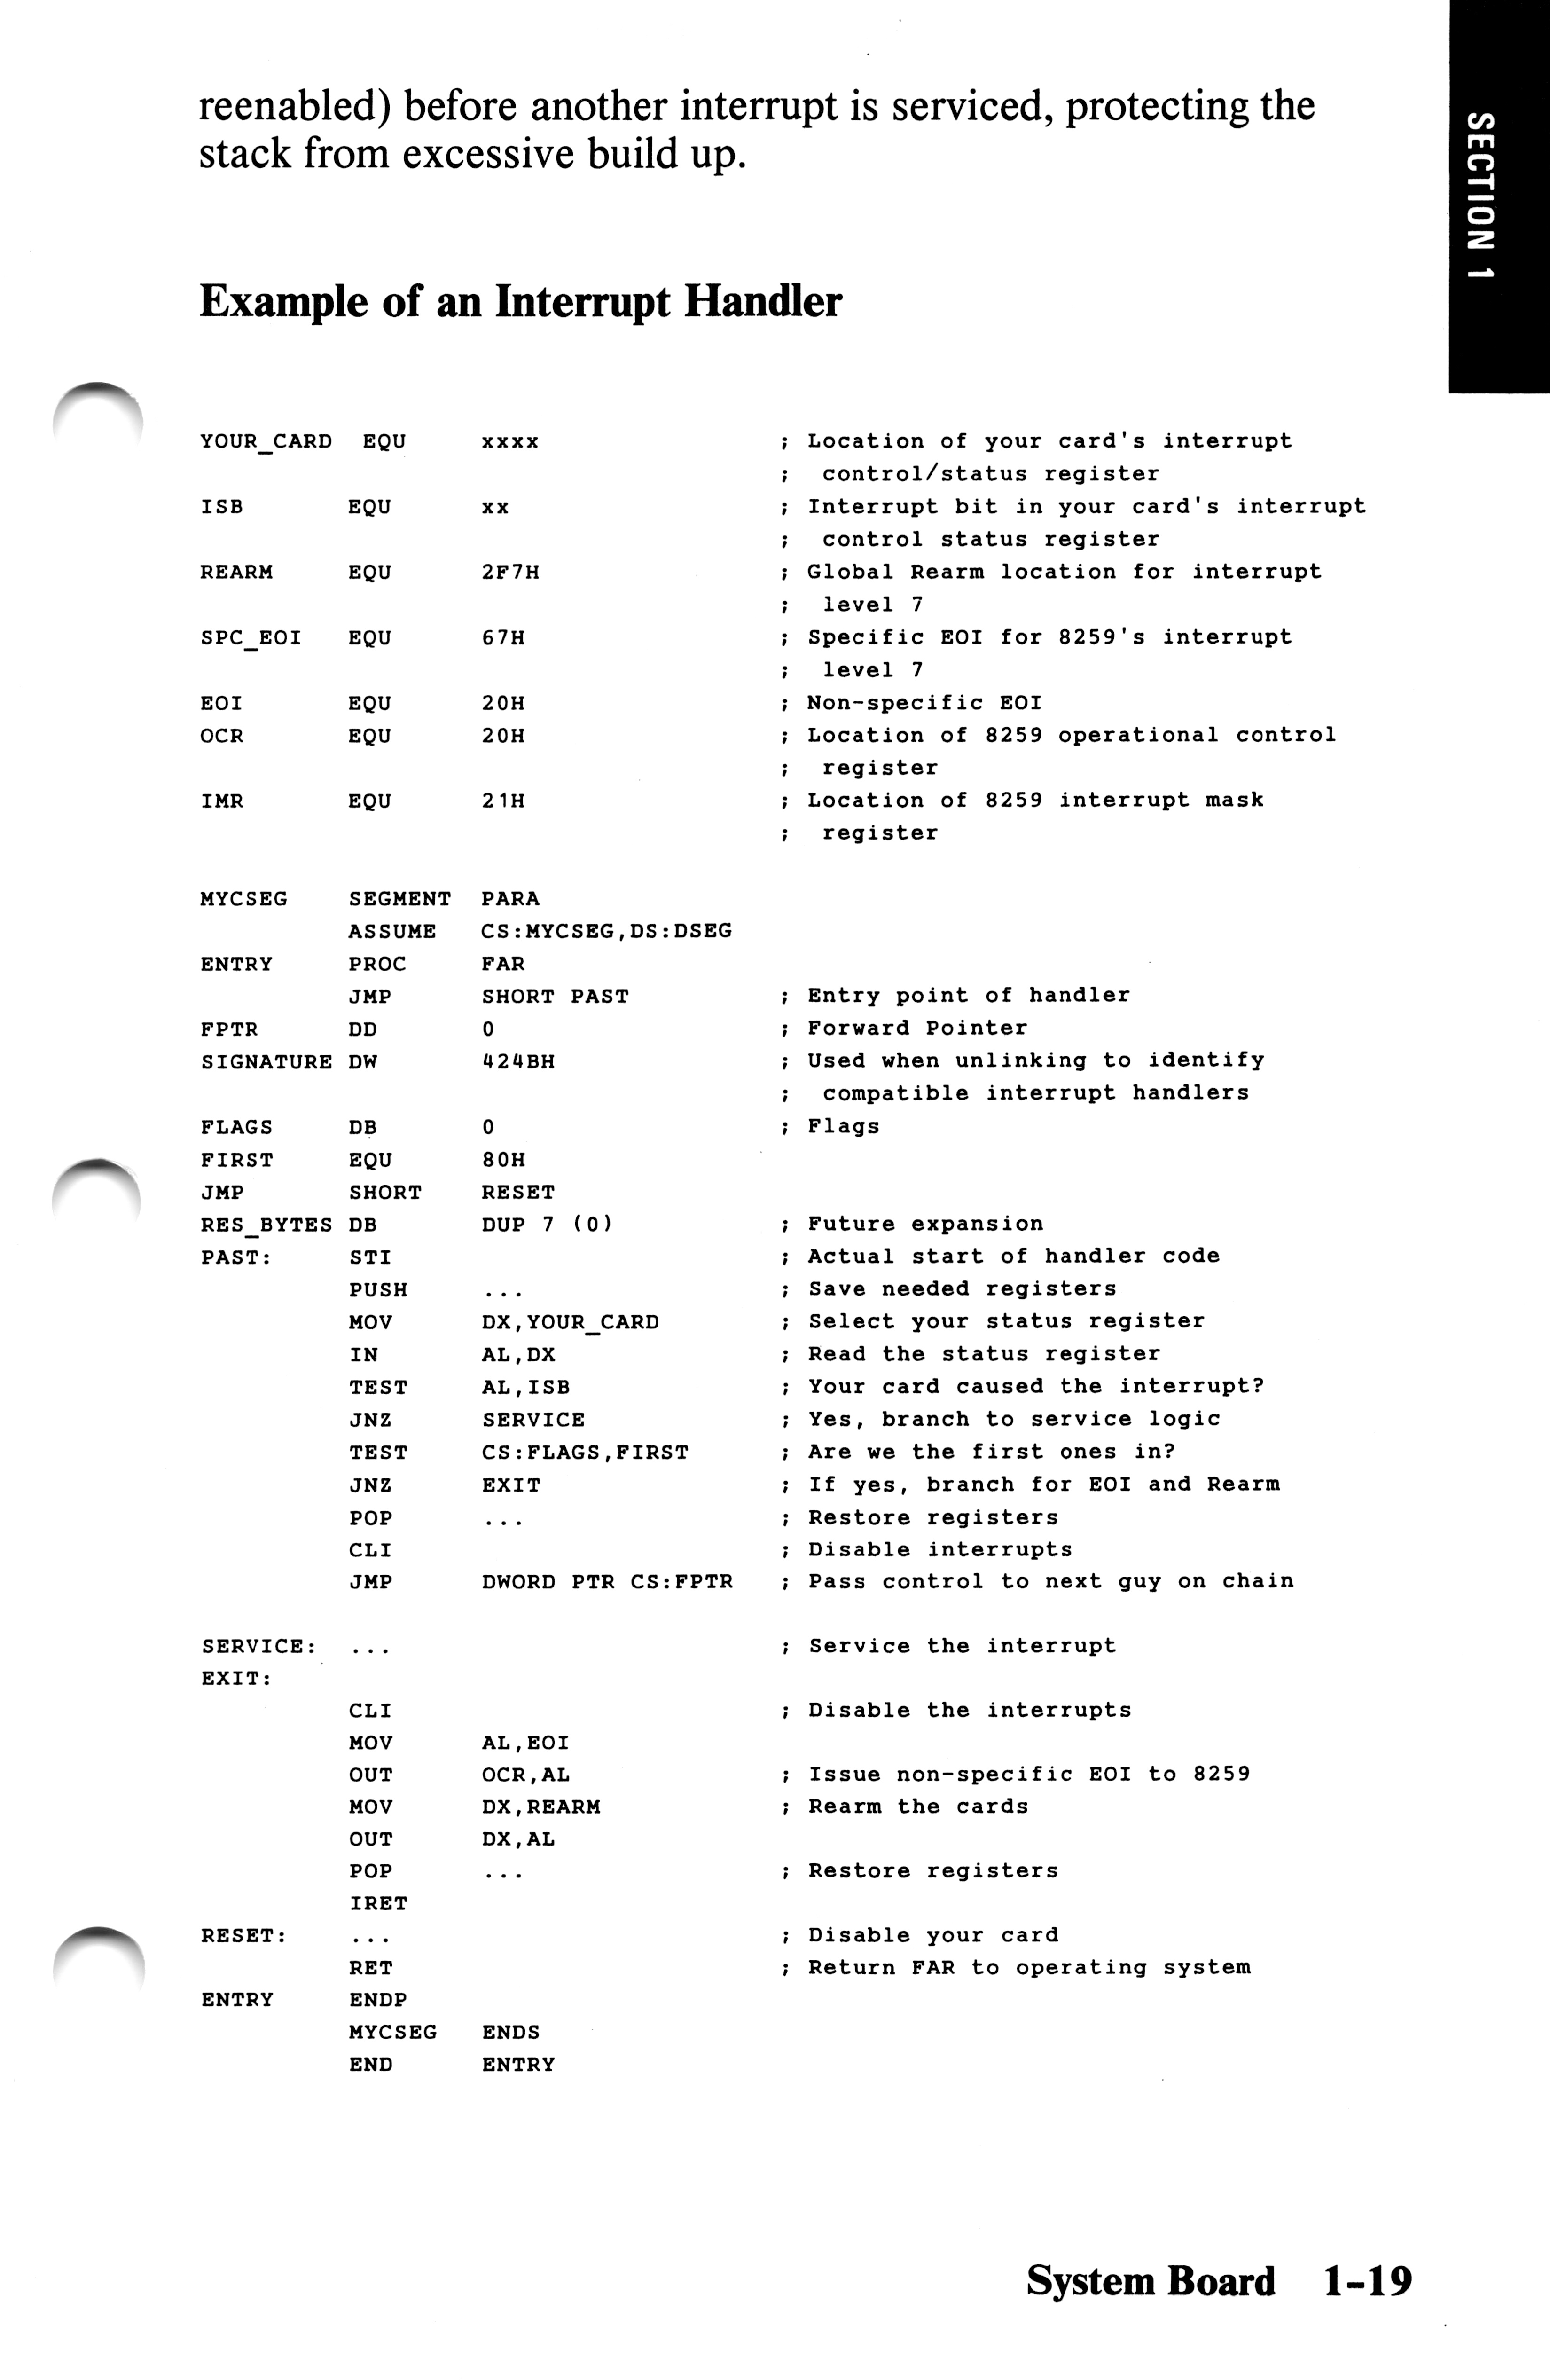 reenabled) before another interrupt is serviced, protecting the
stack from excessive build up.
SECTION 1
Example of an Interrupt Handler
YOUR_CARD EQU xxxx ; Location of your card's interrupt
; control/status register
ISB EQU xx ; Interrupt bit in your card's interrupt
; control status register
REARM EQU 2F7H ; Global Rearm location for interrupt
; level 7
SPC_EOI EQU 67H ; Specific EOI for 8259's interrupt
; level 7
EOI EQU 20H ; Non-specific EOI
OCR EQU 20H ; Location of 8259 operational control
; register
IMR EQU 21H ; Location of 8259 interrupt mask
; register
MYCSEG SEGMENT PARA
ASSUME CS:MYCSEG,DS:DSEG
ENTRY PROC FAR
JMP SHORT PAST ; Entry point of handler
FPTR DD 0 ; Forward Pointer
SIGNATURE DW 424BH ; Used when unlinking to identify
; compatible interrupt handlers
FLAGS DB 0 ; Flags
FIRST EQU 80H
JMP SHORT RESET
RES_BYTES DB DUP 7 (0) ; Future expansion
PAST: STI ; Actual start of handler code
PUSH ... ; Save needed registers
MOV DX,YOUR_CARD ; Select your status register
IN AL,DX ; Read the status register
TEST AL,ISB ; Your card caused the interrupt?
JNZ SERVICE ; Yes, branch to service logic
TEST CS:FLAGS,FIRST ; Are we the first ones in?
JNZ EXIT ; If yes, branch for EOI and Rearm
POP ... ; Restore registers
CLI ; Disable interrupts
JMP DWORD PTR CS:FPTR ; Pass control to next guy on chain
SERVICE: ... ; Service the interrupt
EXIT:
CLI ; Disable the interrupts
MOV AL,EOI
OUT OCR,AL ; Issue non-specific EOI to 8259
MOV DX,REARM ; Rearm the cards
OUT DX,AL
POP ... ; Restore registers
IRET
RESET: ... ; Disable your card
RET ; Return FAR to operating system
ENTRY ENDP
MYCSEG ENDS
END ENTRY
System Board 1-19